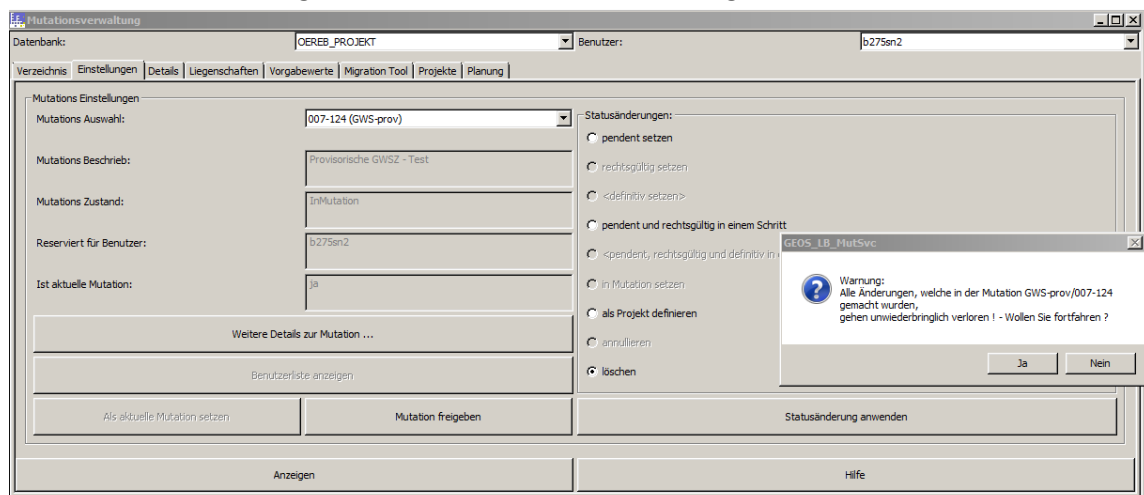 Mutationsverwaltung
Datenbank: OEREB_PROJEKT Benutzer: b275sn2
Verzeichnis Einstellungen Details Liegenschaften Vorgabewerte Migration Tool Projekte Planung
Mutations Einstellungen
Mutations Auswahl: 007-124 (GWS-prov)
Mutations Beschrieb: Provisorische GWSZ - Test
Mutations Zustand: InMutation
Reserviert für Benutzer: b275sn2
Ist aktuelle Mutation: ja
Weitere Details zur Mutation ...
Benutzerliste anzeigen
Als aktuelle Mutation setzen Mutation freigeben
Statusänderungen:
pendent setzen
rechtsgültig setzen
<definitiv setzen>
pendent und rechtsgültig in einem Schritt
<pendent, rechtsgültig und definitiv in
in Mutation setzen
als Projekt definieren
annullieren
löschen
Statusänderung anwenden
GEOS_LB_MutSvc
Warnung:
Alle Änderungen, welche in der Mutation GWS-prov/007-124
gemacht wurden,
gehen unwiederbringlich verloren ! - Wollen Sie fortfahren ?
Ja Nein
Anzeigen Hilfe